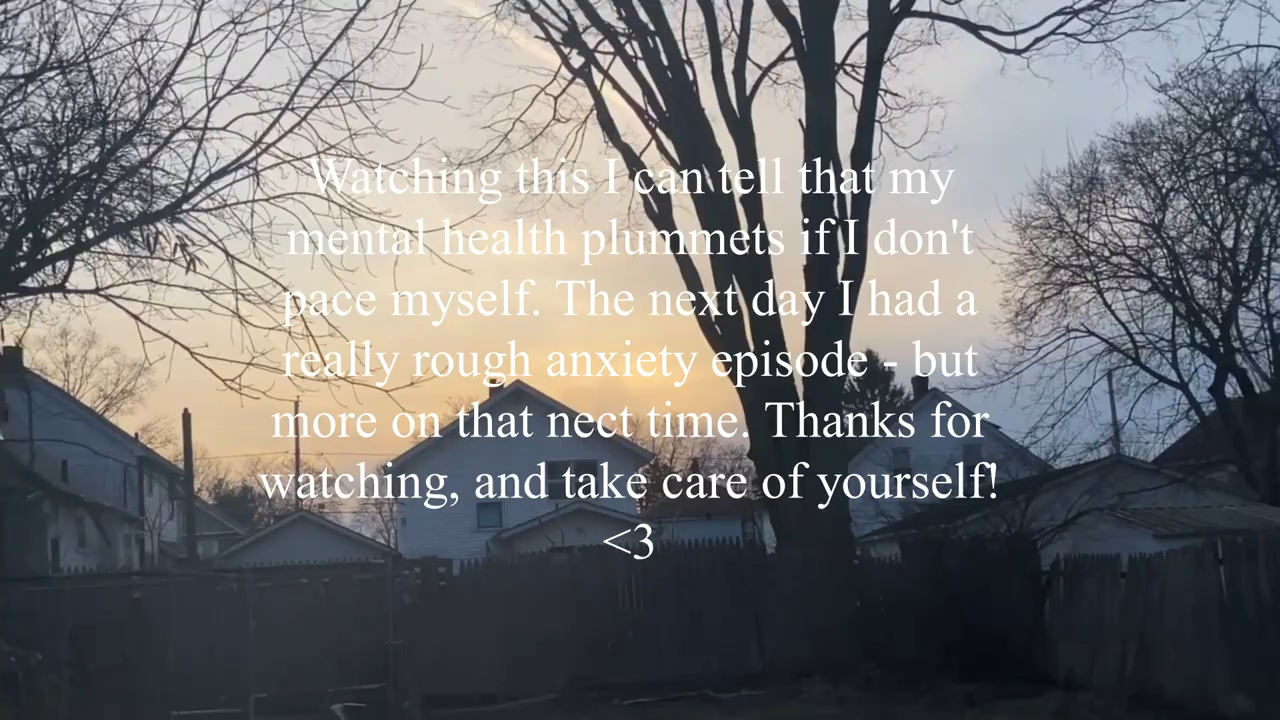 Watching this I can tell that my
mental health plummets if I don't
pace myself. The next day I had a
really rough anxiety episode - but
more on that nect time. Thanks for
watching, and take care of yourself!
<3